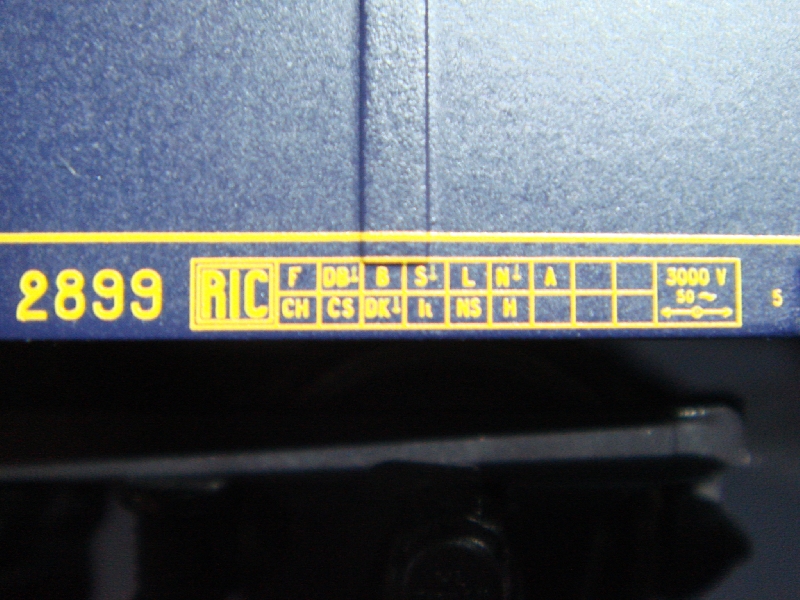 2899 RIC F DB⊥ B S⊥ L N⊥ A 3000 V 5
CH CS DK⊥ It NS H 50 ~